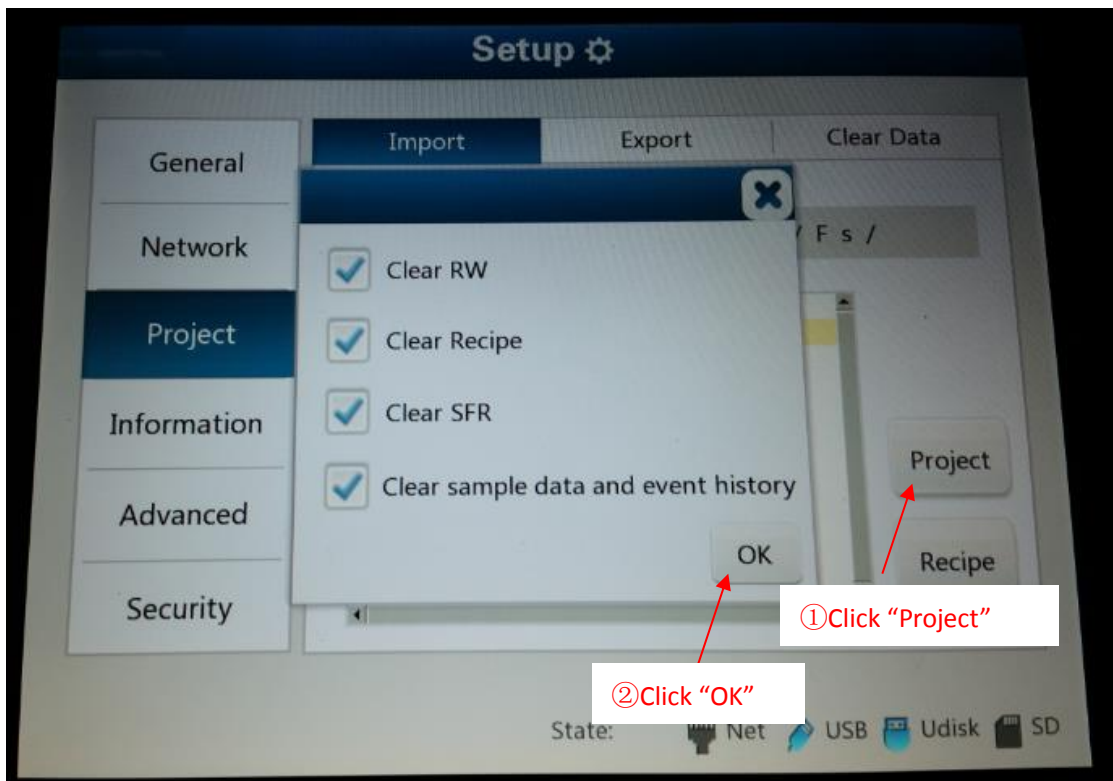 Setup
Import
Export
Clear Data
General
Network
Project
Information
Advanced
Security
/ F s /
Clear RW
Clear Recipe
Clear SFR
Clear sample data and event history
OK
Project
Recipe
①Click “Project”
②Click “OK”
State:
Net
USB
Udisk
SD